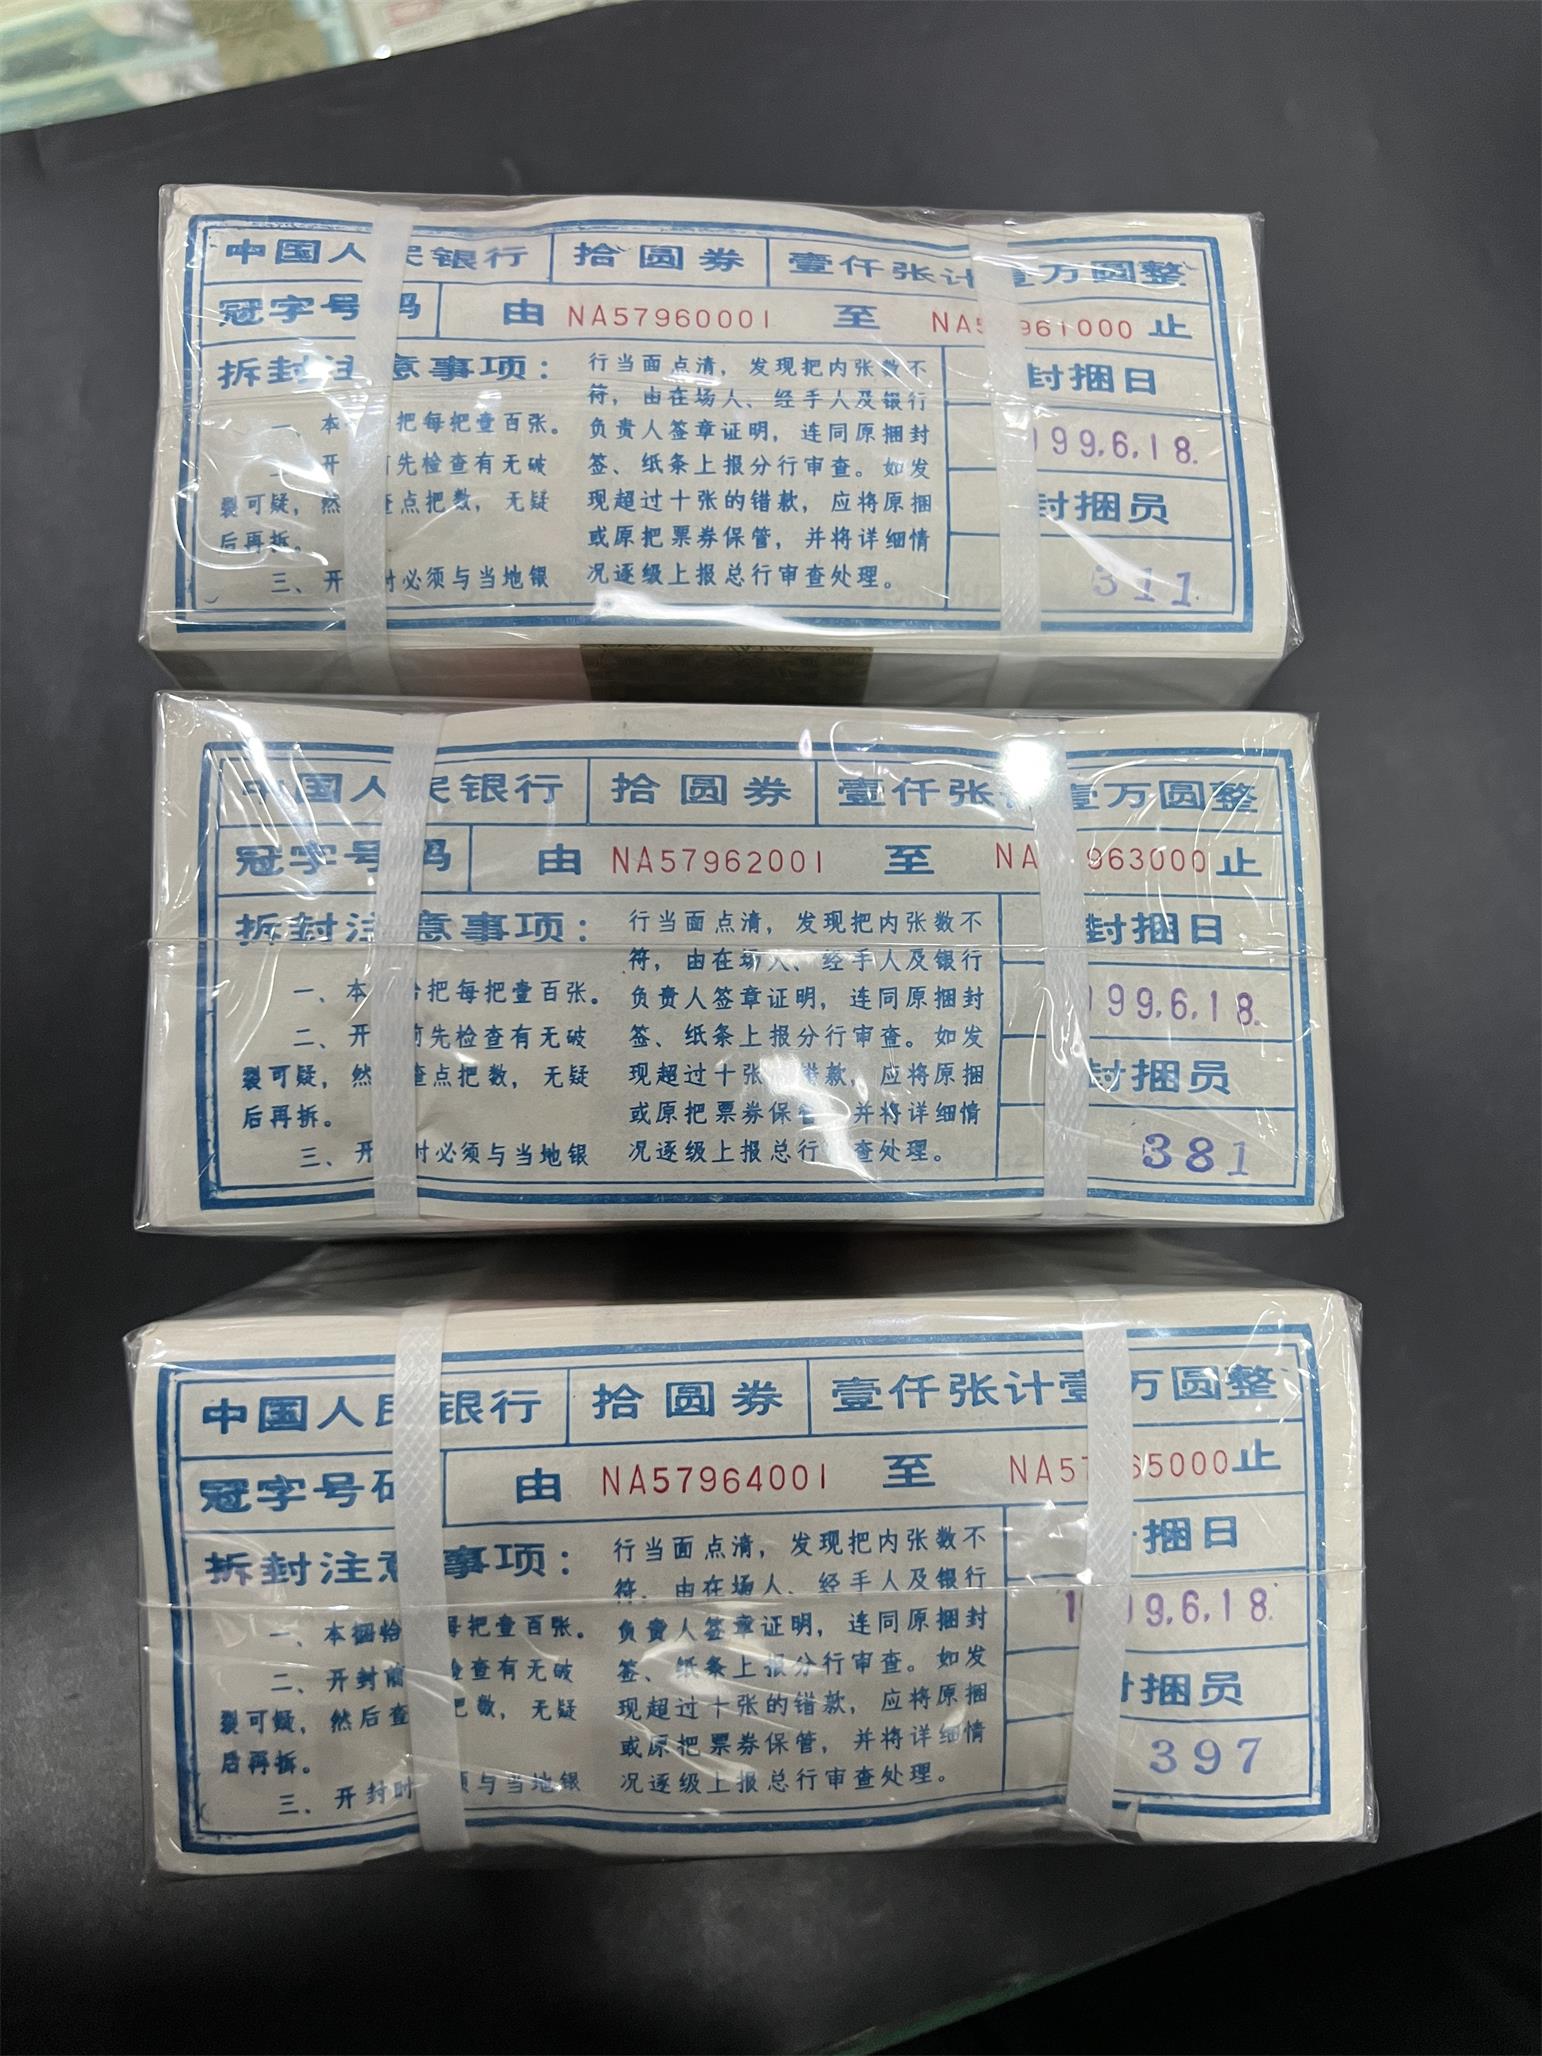 中国人民银行 拾圆券 壹仟张计壹万圆整
冠字号码 由 NA57960001 至 NA5 961000 止
拆封注意事项：
一、本 把每把壹百张。
二、开 前先检查有无破
裂可疑，然 查点把数，无疑
后再拆。
三、开 时必须与当地银
行当面点清，发现把内张数不
符，由在场人、经手人及银行
负责人签章证明，连同原捆封
签、纸条上报分行审查。如发
现超过十张的错款，应将原捆
或原把票券保管，并将详细情
况逐级上报总行审查处理。
封捆日
199.6.18.
封捆员
311
中国人民银行 拾圆券 壹仟张计壹万圆整
冠字号码 由 NA57962001 至 NA 963000 止
拆封注意事项：
一、本 拾把每把壹百张。
二、开 前先检查有无破
裂可疑，然 查点把数，无疑
后再拆。
三、开 时必须与当地银
行当面点清，发现把内张数不
符，由在场人、经手人及银行
负责人签章证明，连同原捆封
签、纸条上报分行审查。如发
现超过十张的错款，应将原捆
或原把票券保管，并将详细情
况逐级上报总行审查处理。
封捆日
199.6.18.
封捆员
381
中国人民银行 拾圆券 壹仟张计壹万圆整
冠字号码 由 NA57964001 至 NA57 65000 止
拆封注意事项：
一、本捆拾 每把壹百张。
二、开封前 检查有无破
裂可疑，然后查 把数，无疑
后再拆。
三、开封时 须与当地银
行当面点清，发现把内张数不
符，由在场人、经手人及银行
负责人签章证明，连同原捆封
签、纸条上报分行审查。如发
现超过十张的错款，应将原捆
或原把票券保管，并将详细情
况逐级上报总行审查处理。
封捆日
1 99.6.18.
封捆员
397